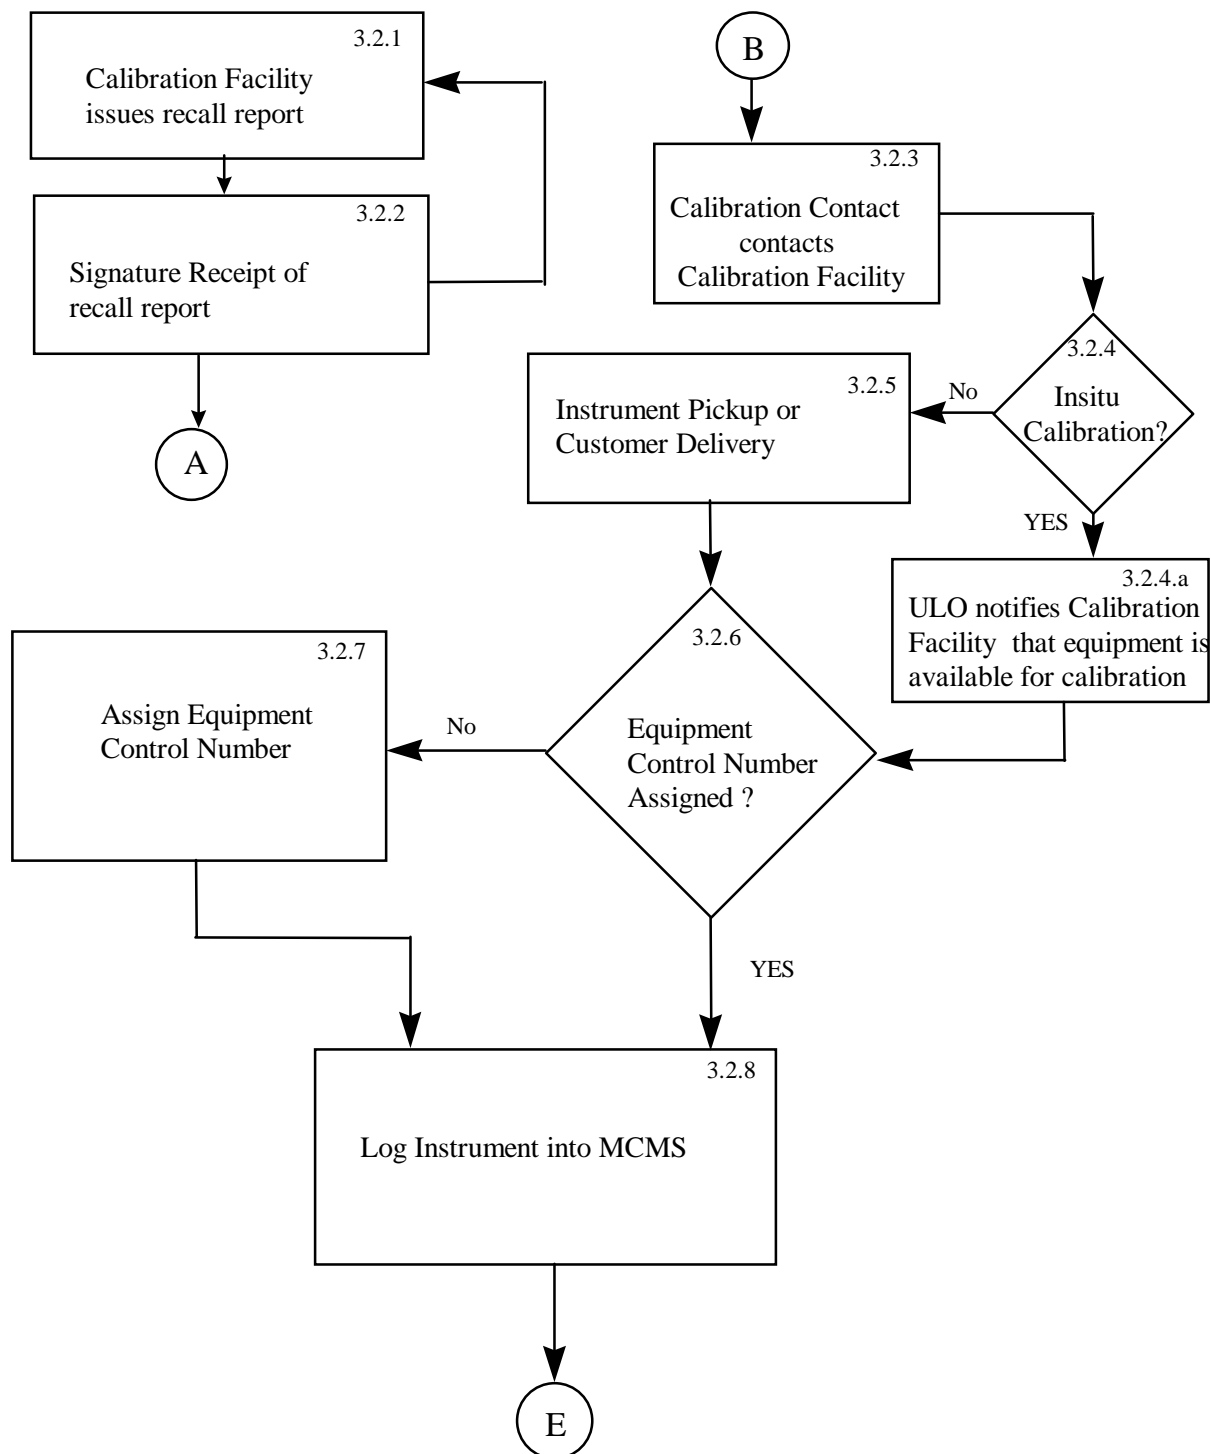 3.2.1
Calibration Facility
issues recall report
3.2.2
Signature Receipt of
recall report
A
B
3.2.3
Calibration Contact
contacts
Calibration Facility
3.2.4
Insitu
Calibration?
No
YES
3.2.5
Instrument Pickup or
Customer Delivery
3.2.4.a
ULO notifies Calibration
Facility that equipment is
available for calibration
3.2.6
Equipment
Control Number
Assigned ?
No
YES
3.2.7
Assign Equipment
Control Number
3.2.8
Log Instrument into MCMS
E